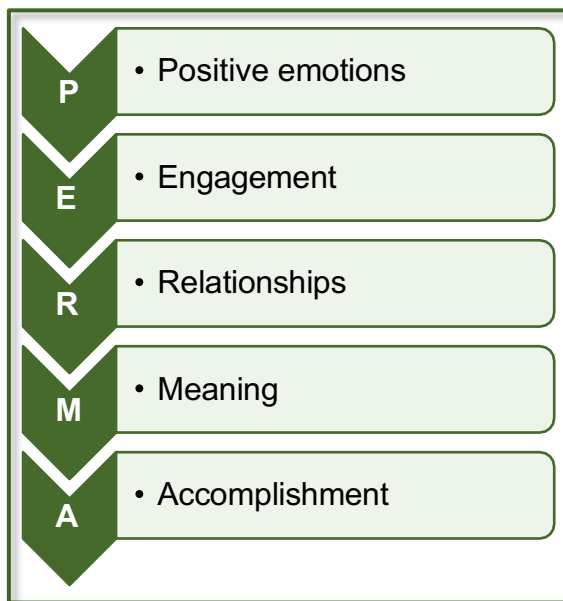 P
• Positive emotions
E
• Engagement
R
• Relationships
M
• Meaning
A
• Accomplishment